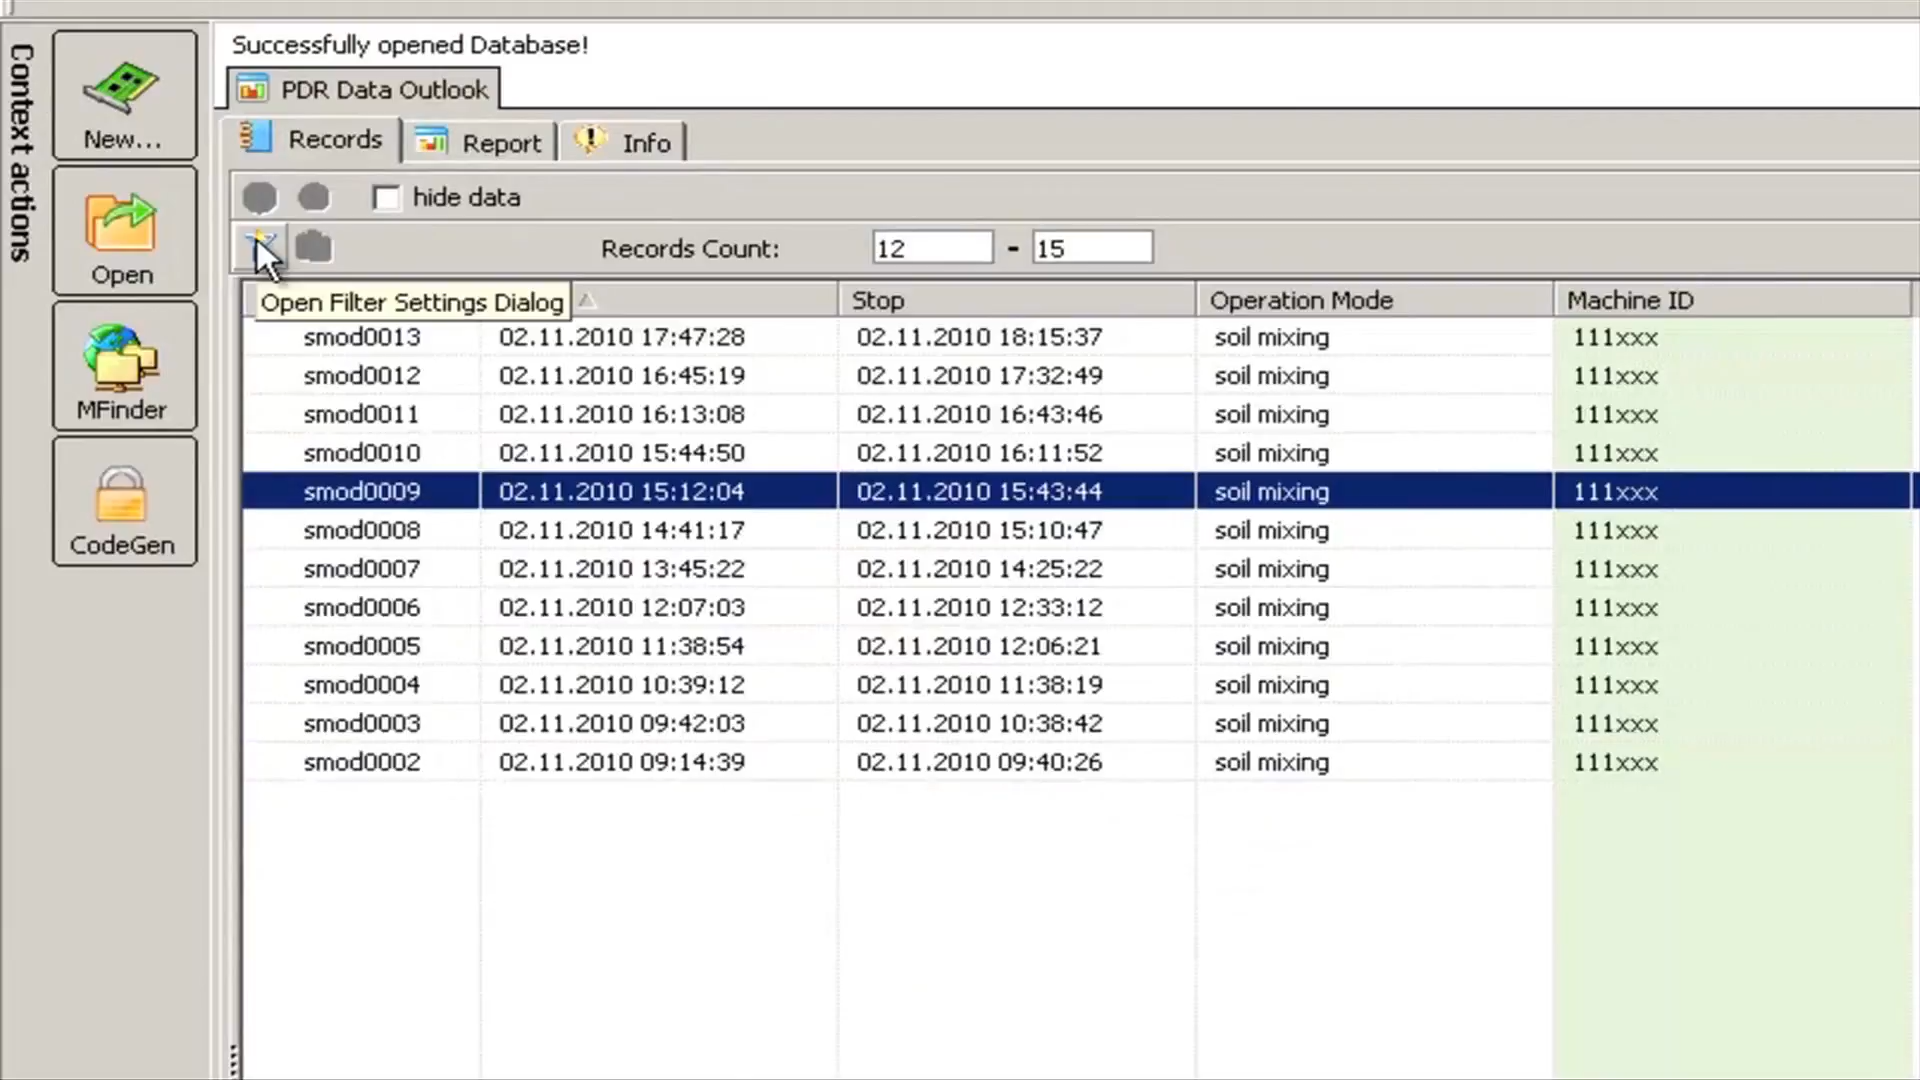 Context actions
New...
Open
MFinder
CodeGen
Successfully opened Database!
PDR Data Outlook
Records Report Info
hide data
Records Count: 12 - 15
Open Filter Settings Dialog
Stop Operation Mode Machine ID
smod0013 02.11.2010 17:47:28 02.11.2010 18:15:37 soil mixing 111xxx
smod0012 02.11.2010 16:45:19 02.11.2010 17:32:49 soil mixing 111xxx
smod0011 02.11.2010 16:13:08 02.11.2010 16:43:46 soil mixing 111xxx
smod0010 02.11.2010 15:44:50 02.11.2010 16:11:52 soil mixing 111xxx
smod0009 02.11.2010 15:12:04 02.11.2010 15:43:44 soil mixing 111xxx
smod0008 02.11.2010 14:41:17 02.11.2010 15:10:47 soil mixing 111xxx
smod0007 02.11.2010 13:45:22 02.11.2010 14:25:22 soil mixing 111xxx
smod0006 02.11.2010 12:07:03 02.11.2010 12:33:12 soil mixing 111xxx
smod0005 02.11.2010 11:38:54 02.11.2010 12:06:21 soil mixing 111xxx
smod0004 02.11.2010 10:39:12 02.11.2010 11:38:19 soil mixing 111xxx
smod0003 02.11.2010 09:42:03 02.11.2010 10:38:42 soil mixing 111xxx
smod0002 02.11.2010 09:14:39 02.11.2010 09:40:26 soil mixing 111xxx